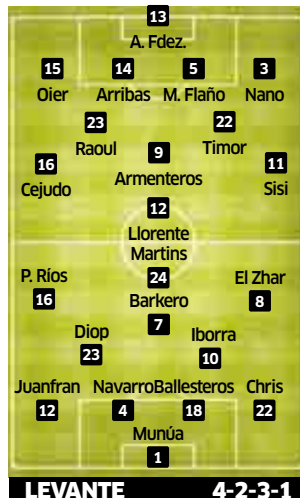 13
A. Fdez.
15 14 5 3
Oier Arribas M. Flaño Nano
23 22
Raoul Timor
9
16 11
Armenteros
Cejudo Sisi
12
Llorente
Martins
P. Ríos 24 El Zhar
16 Barkero 8
7
Diop Iborra
23 10
Juanfran Navarro Ballesteros Chris
12 4 18 22
Munúa
1
LEVANTE 4-2-3-1